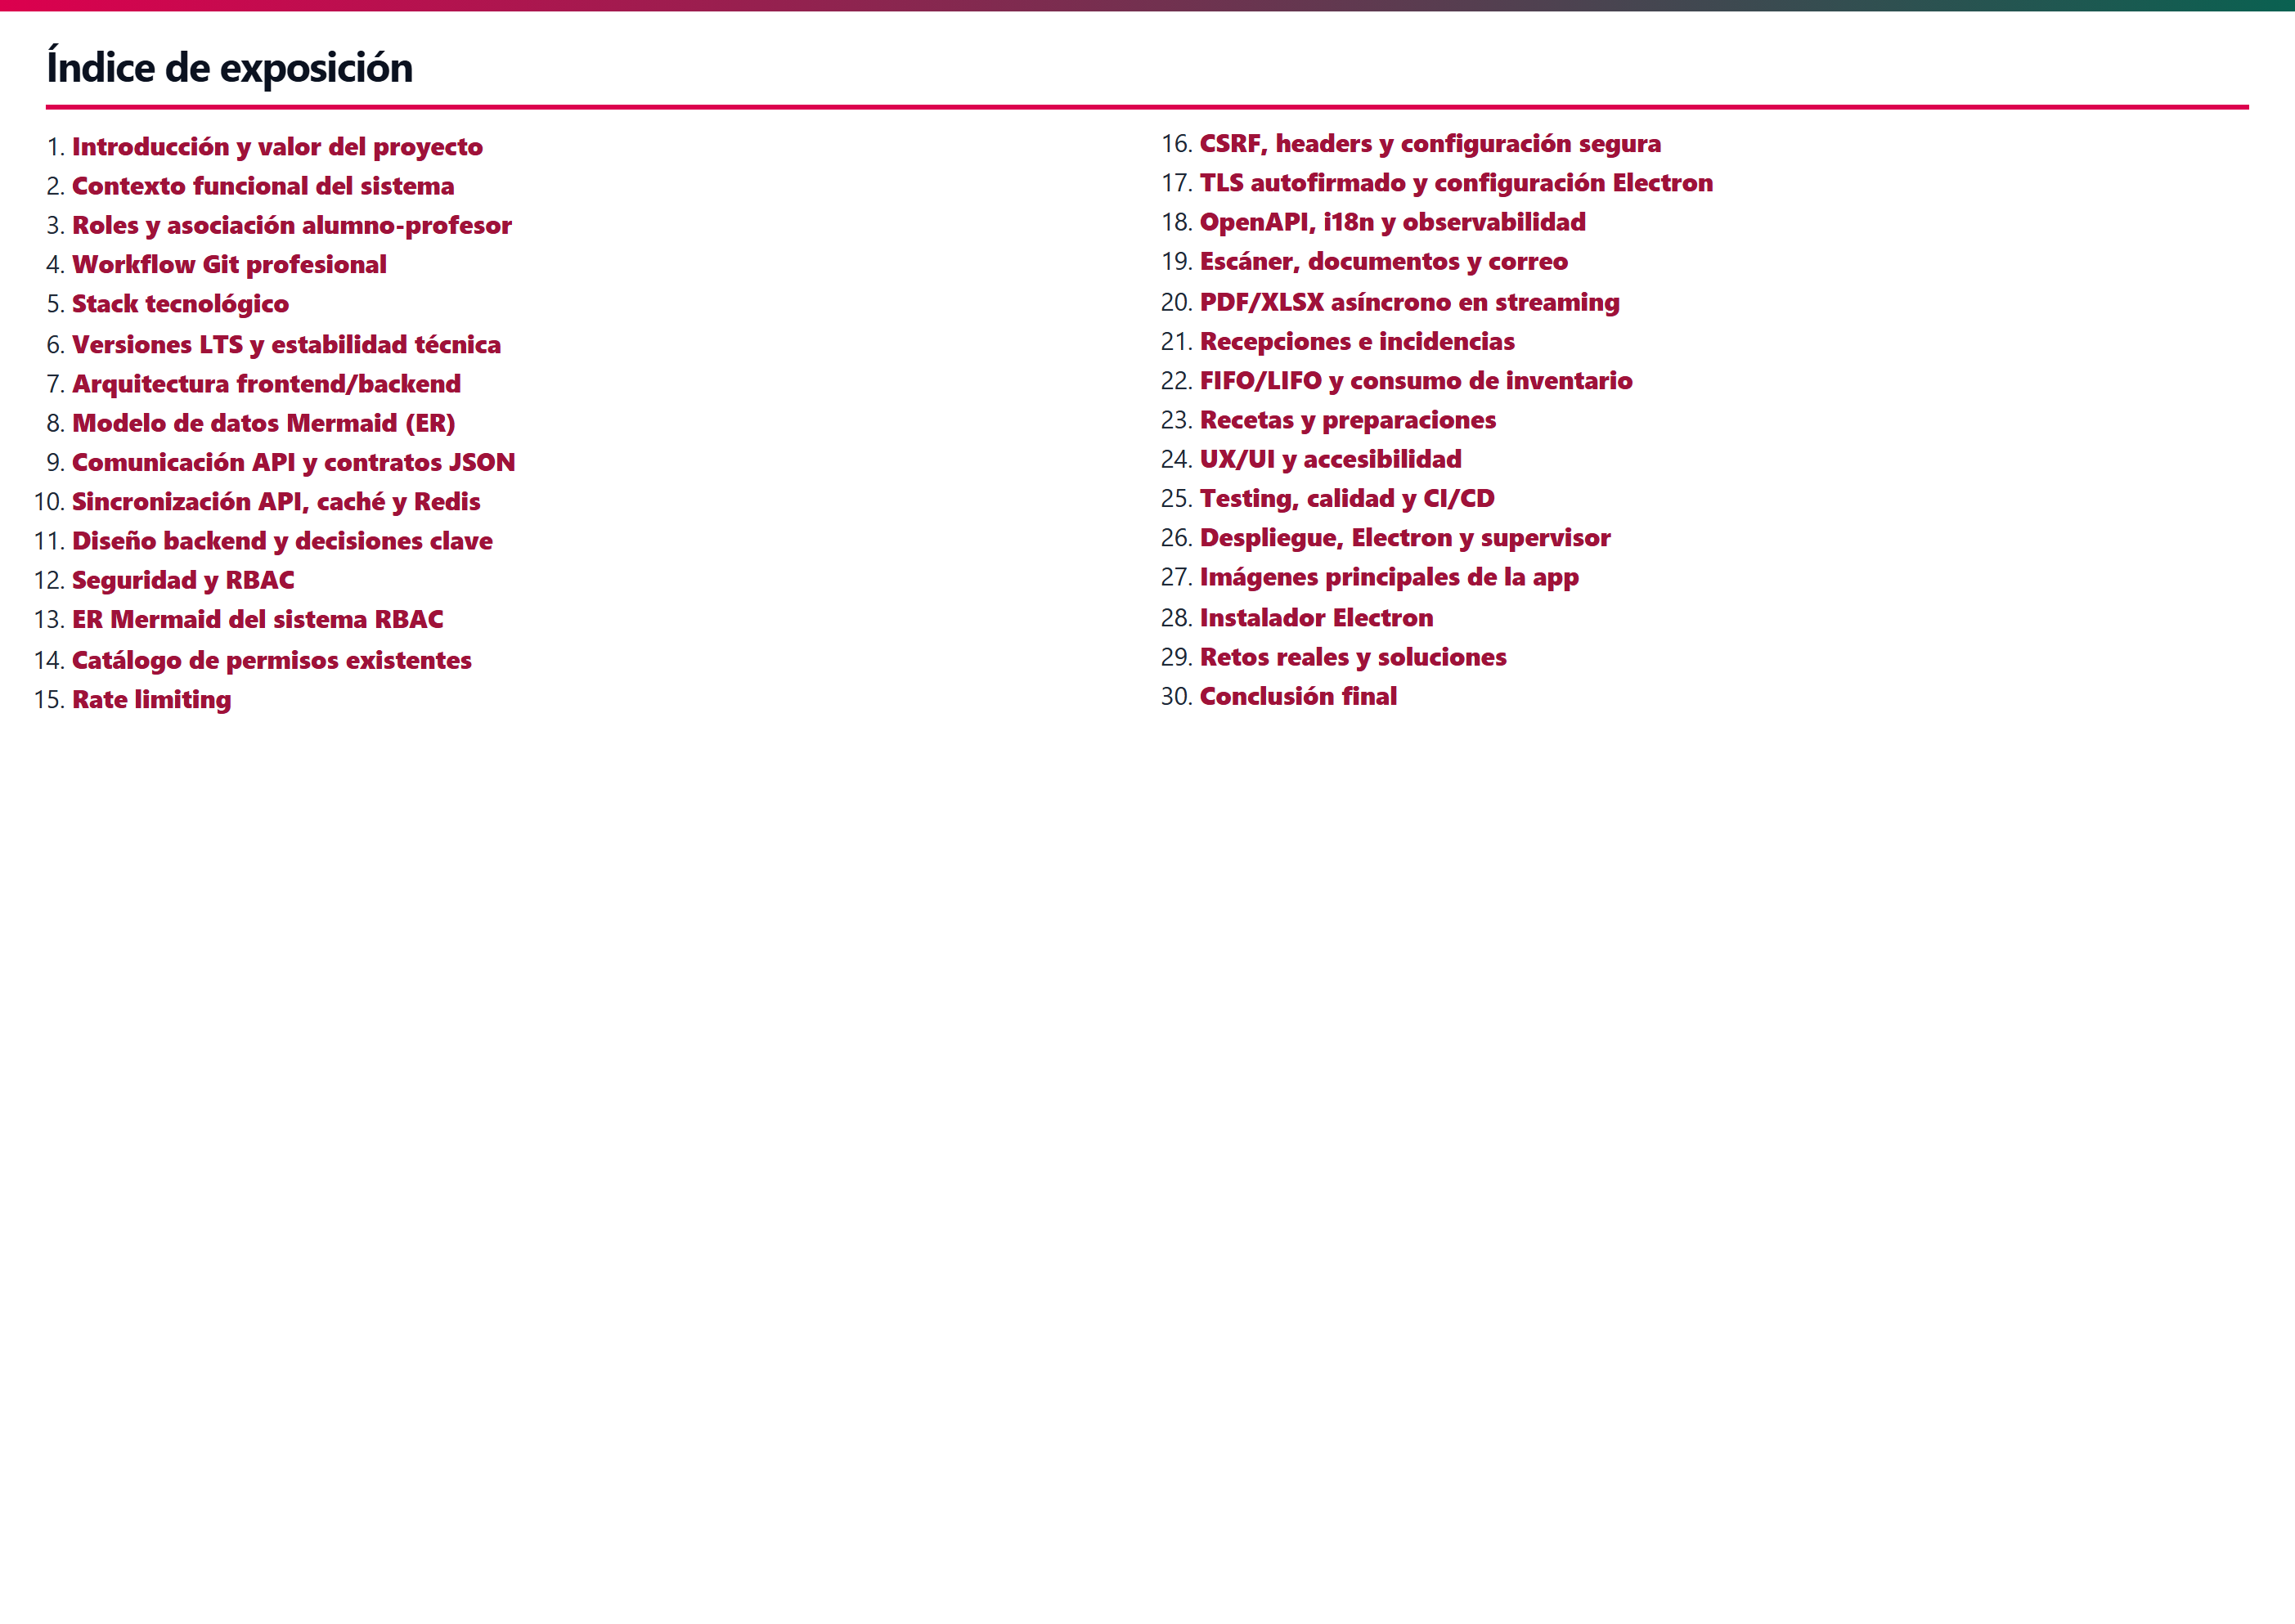 Índice de exposición
1. Introducción y valor del proyecto
2. Contexto funcional del sistema
3. Roles y asociación alumno-profesor
4. Workflow Git profesional
5. Stack tecnológico
6. Versiones LTS y estabilidad técnica
7. Arquitectura frontend/backend
8. Modelo de datos Mermaid (ER)
9. Comunicación API y contratos JSON
10. Sincronización API, caché y Redis
11. Diseño backend y decisiones clave
12. Seguridad y RBAC
13. ER Mermaid del sistema RBAC
14. Catálogo de permisos existentes
15. Rate limiting
16. CSRF, headers y configuración segura
17. TLS autofirmado y configuración Electron
18. OpenAPI, i18n y observabilidad
19. Escáner, documentos y correo
20. PDF/XLSX asíncrono en streaming
21. Recepciones e incidencias
22. FIFO/LIFO y consumo de inventario
23. Recetas y preparaciones
24. UX/UI y accesibilidad
25. Testing, calidad y CI/CD
26. Despliegue, Electron y supervisor
27. Imágenes principales de la app
28. Instalador Electron
29. Retos reales y soluciones
30. Conclusión final